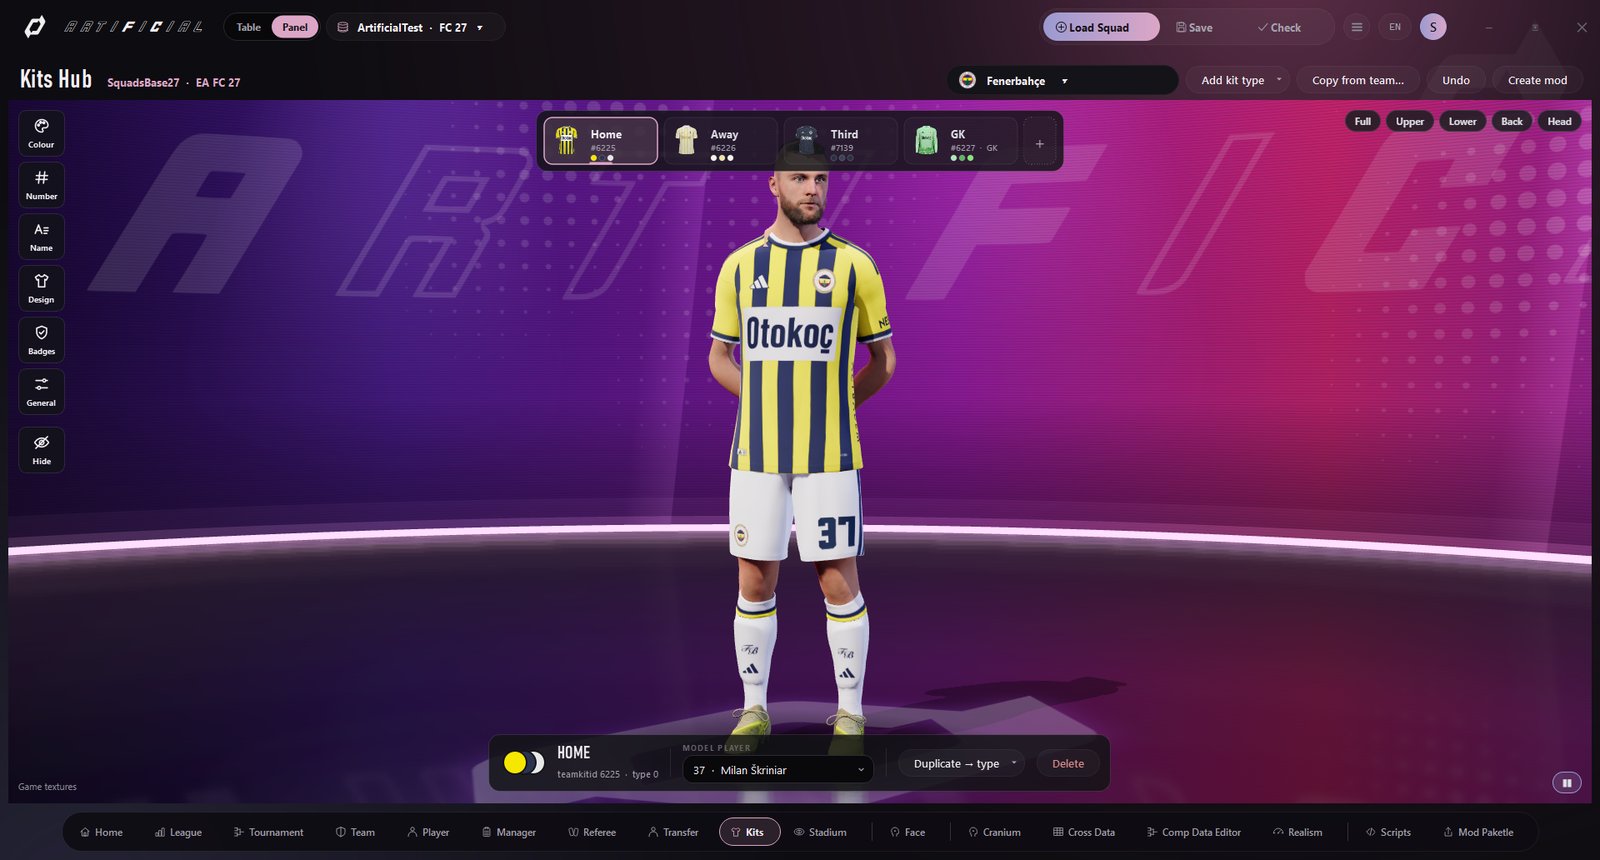 ARTIFICIAL
Table
Panel
ArtificialTest · FC 27
Load Squad
Save
Check
EN
S
Kits Hub
SquadsBase27 · EA FC 27
Fenerbahçe
Add kit type
Copy from team...
Undo
Create mod
Colour
Number
Name
Design
Badges
General
Hide
Home
#6225
Away
#6226
Third
#7139
GK
#6227 · GK
+
Full
Upper
Lower
Back
Head
ARTIFIC
Otokoç
37
HOME
teamkitid 6225 · type 0
MODEL PLAYER
37 · Milan Škriniar
Duplicate → type
Delete
Game textures
Home
League
Tournament
Team
Player
Manager
Referee
Transfer
Kits
Stadium
Face
Cranium
Cross Data
Comp Data Editor
Realism
Scripts
Mod Paketle